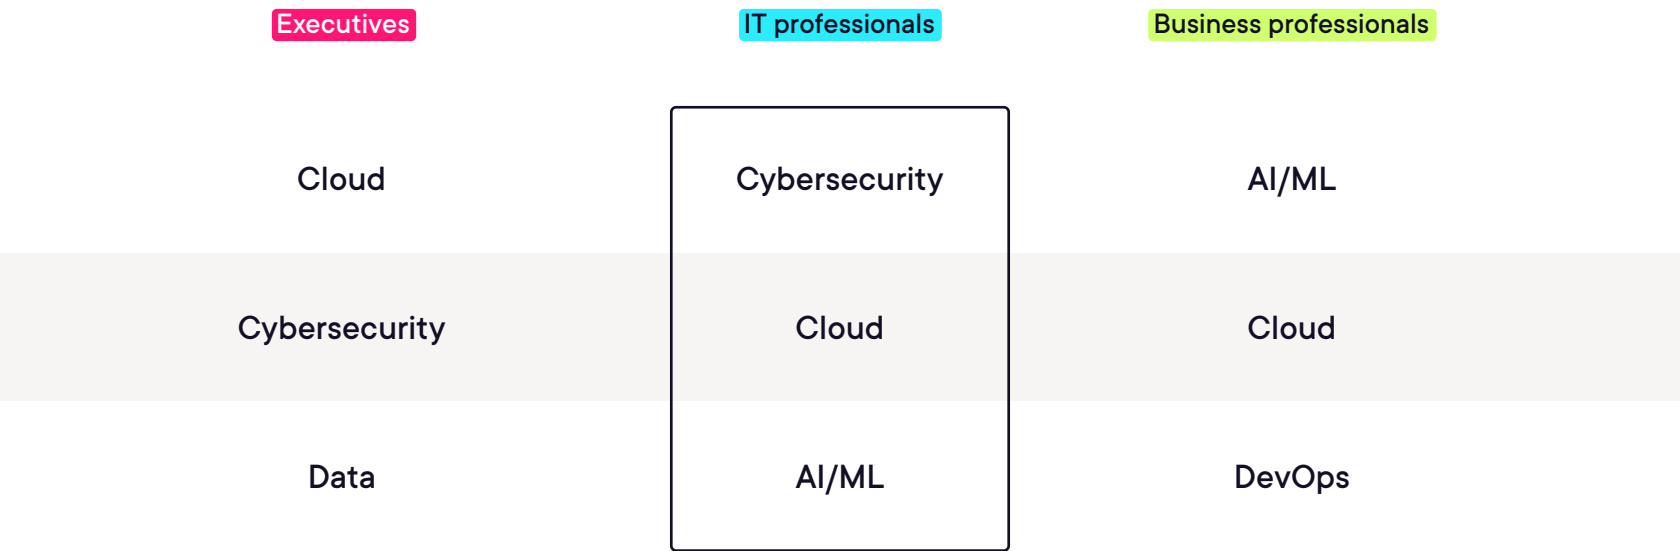 Executives IT professionals Business professionals
Cloud Cybersecurity AI/ML
Cybersecurity Cloud Cloud
Data AI/ML DevOps